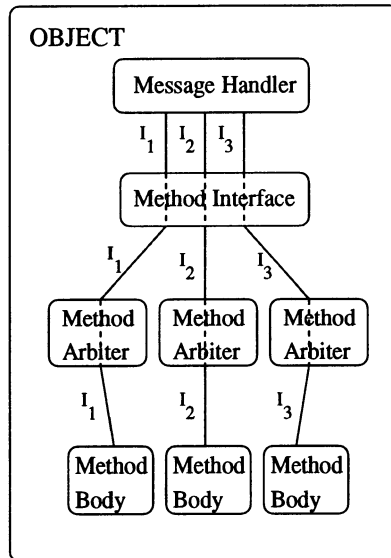 OBJECT
Message Handler
I1 I2 I3
Method Interface
I1 I2 I3
Method Method Method
Arbiter Arbiter Arbiter
I1 I2 I3
Method Method Method
Body Body Body